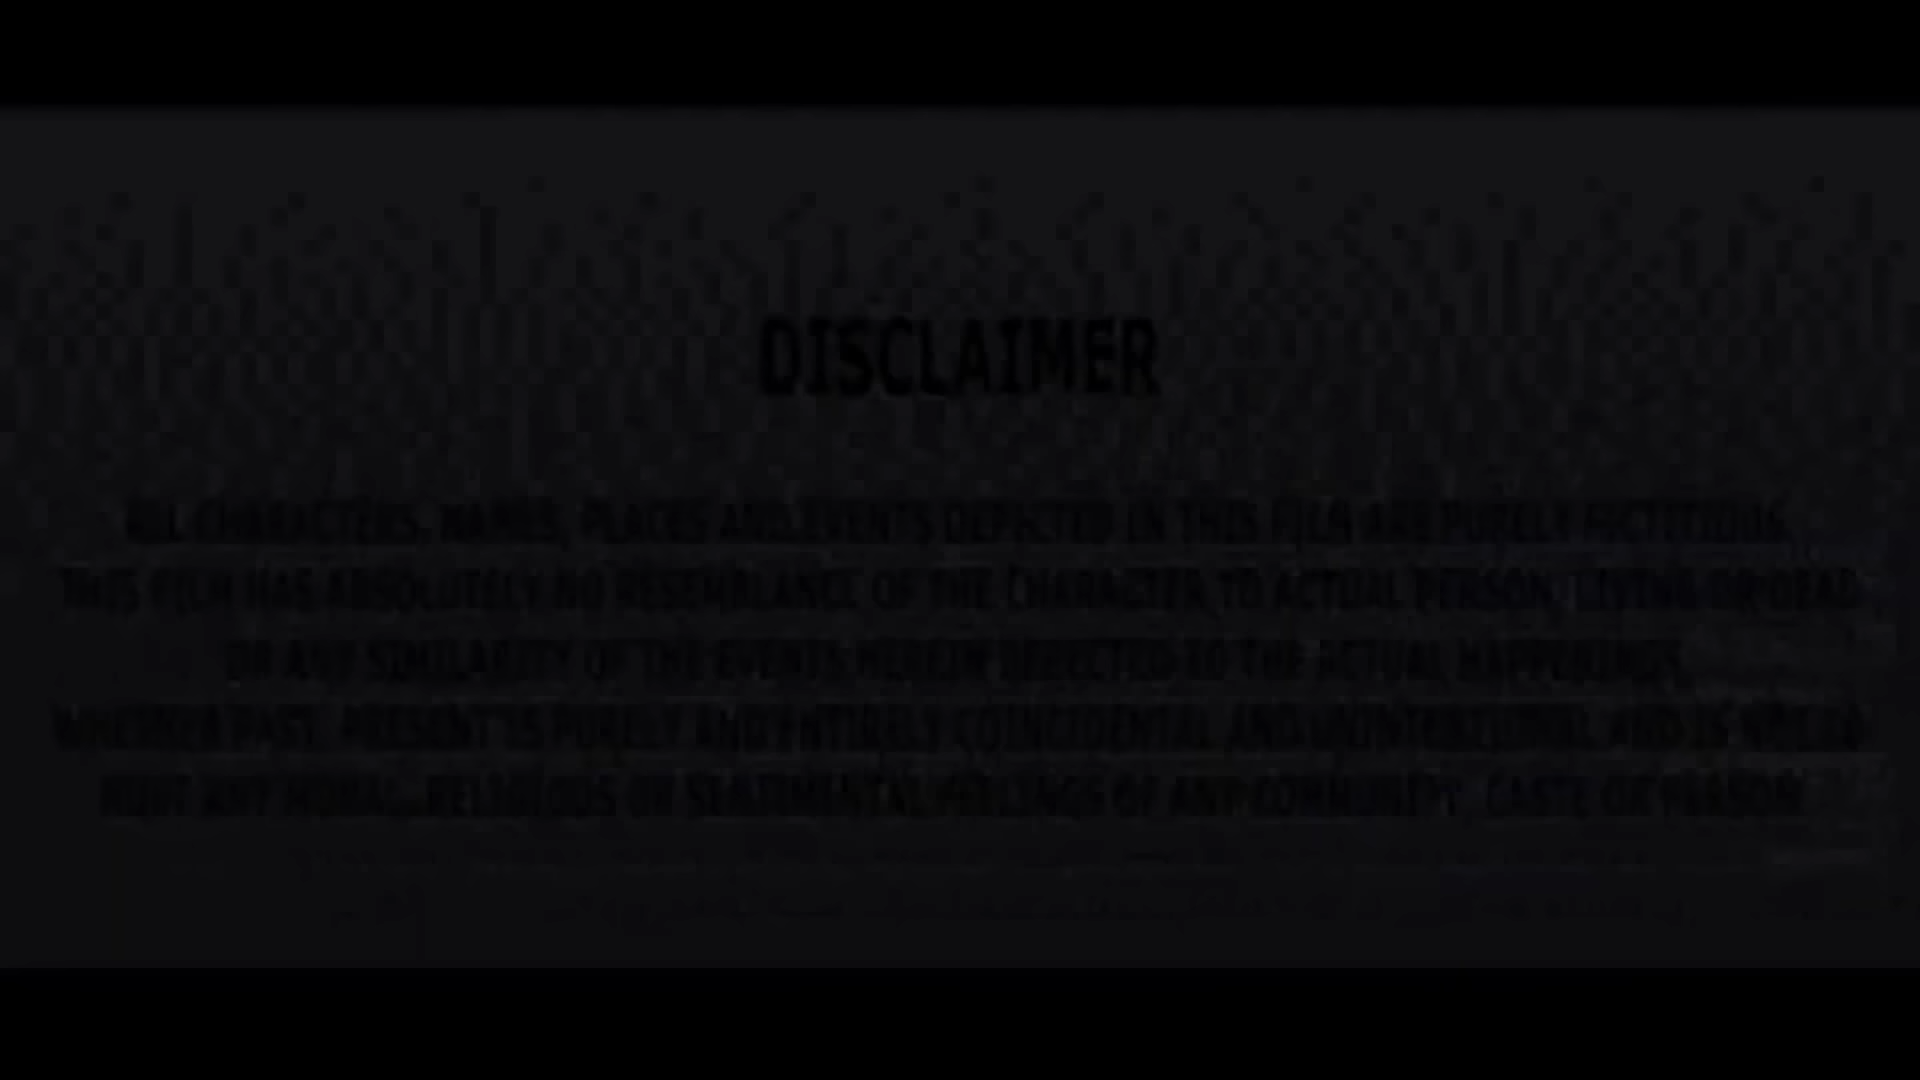 DISCLAIMER
ALL CHARACTERS, NAMES, PLACES AND EVENTS DEPICTED IN THIS FILM ARE PURELY FICTITIOUS
THIS FILM HAS ABSOLUTELY NO RESEMBLANCE OF THE CHARACTER TO ACTUAL PERSON, LIVING OR DEAD
OR ANY SIMILARITY OF THE EVENTS HEREIN DIRECTED TO THE ACTUAL HAPPENINGS
WHETHER PAST, PRESENT IS PURELY AND ENTIRELY COINCIDENTAL AND UNINTENTIONAL AND IS NOT
HURT ANY MORAL, RELIGIOUS OR SENTIMENTAL FEELINGS OF ANY COMMUNITY, CASTE OR PERSON